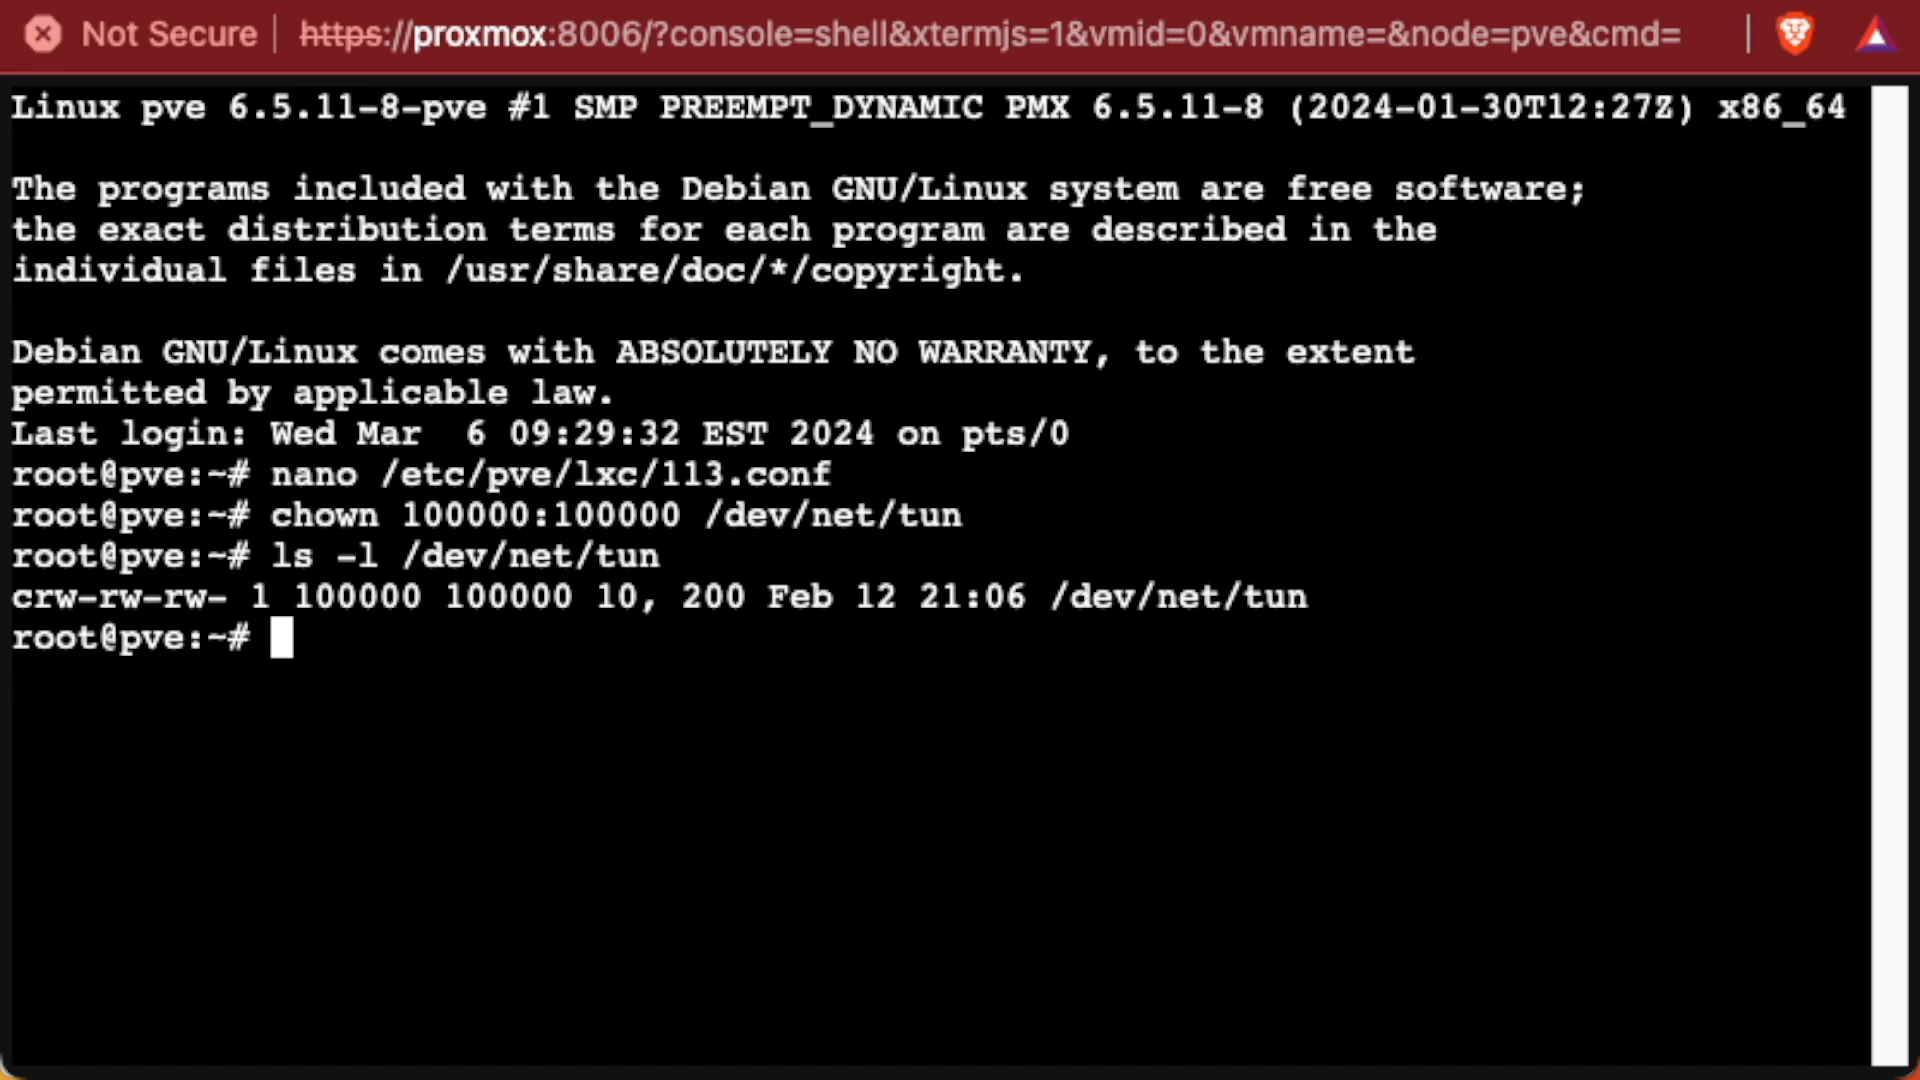 Not Secure | https://proxmox:8006/?console=shell&xtermjs=1&vmid=0&vmname=&node=pve&cmd=
Linux pve 6.5.11-8-pve #1 SMP PREEMPT_DYNAMIC PMX 6.5.11-8 (2024-01-30T12:27Z) x86_64
The programs included with the Debian GNU/Linux system are free software;
the exact distribution terms for each program are described in the
individual files in /usr/share/doc/*/copyright.
Debian GNU/Linux comes with ABSOLUTELY NO WARRANTY, to the extent
permitted by applicable law.
Last login: Wed Mar  6 09:29:32 EST 2024 on pts/0
root@pve:~# nano /etc/pve/lxc/113.conf
root@pve:~# chown 100000:100000 /dev/net/tun
root@pve:~# ls -l /dev/net/tun
crw-rw-rw- 1 100000 100000 10, 200 Feb 12 21:06 /dev/net/tun
root@pve:~#